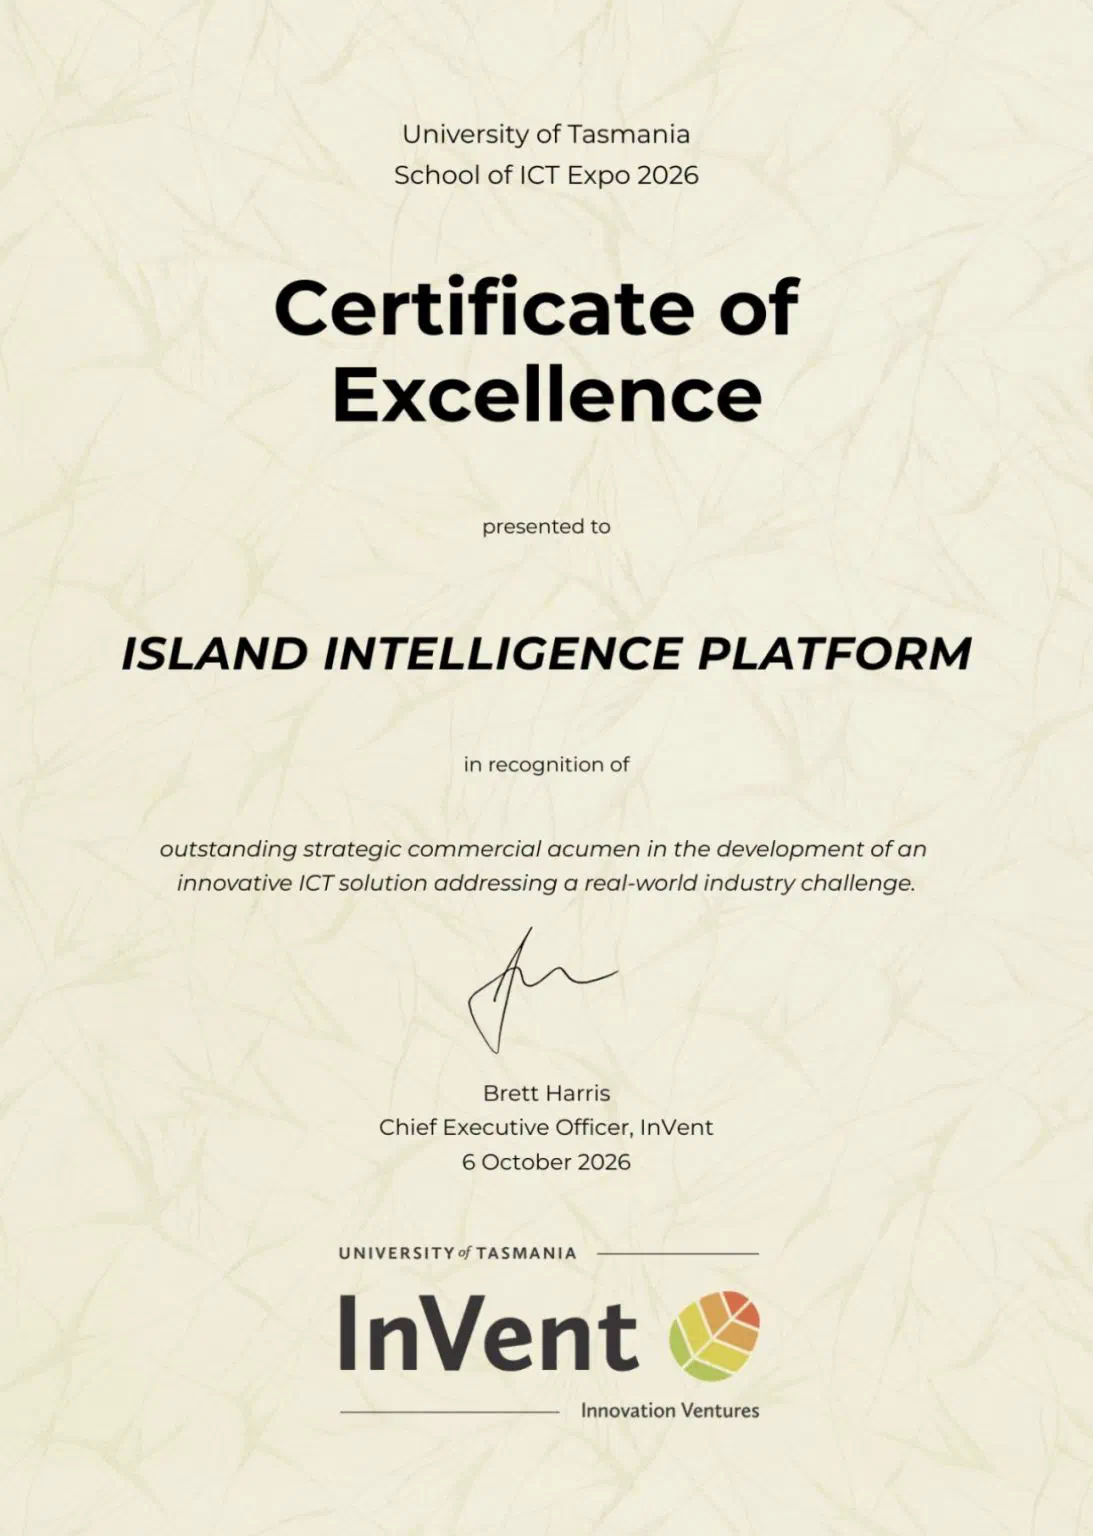 University of Tasmania
School of ICT Expo 2026
Certificate of
Excellence
presented to
ISLAND INTELLIGENCE PLATFORM
in recognition of
outstanding strategic commercial acumen in the development of an
innovative ICT solution addressing a real-world industry challenge.
Brett Harris
Chief Executive Officer, InVent
6 October 2026
UNIVERSITY of TASMANIA
InVent
Innovation Ventures